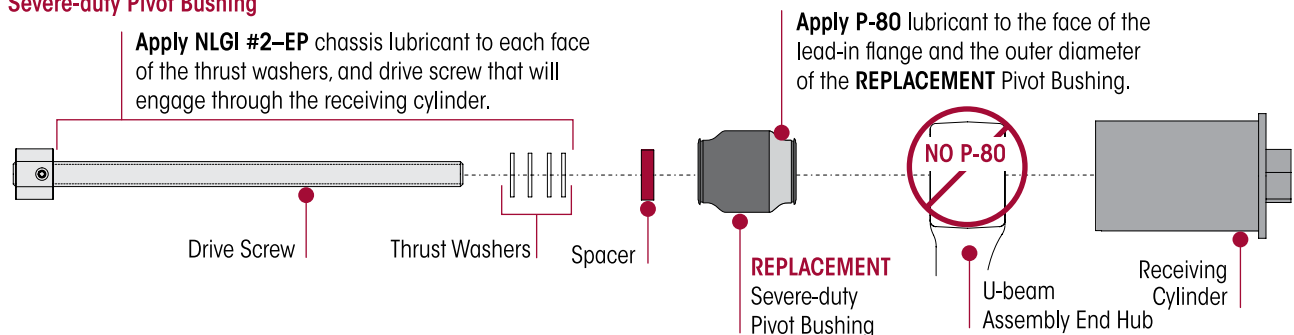 Severe-duty Pivot Bushing
Apply NLGI #2–EP chassis lubricant to each face
of the thrust washers, and drive screw that will
engage through the receiving cylinder.
Apply P-80 lubricant to the face of the
lead-in flange and the outer diameter
of the REPLACEMENT Pivot Bushing.
NO P-80
Drive Screw
Thrust Washers
Spacer
REPLACEMENT
Severe-duty
Pivot Bushing
U-beam
Assembly End Hub
Receiving
Cylinder